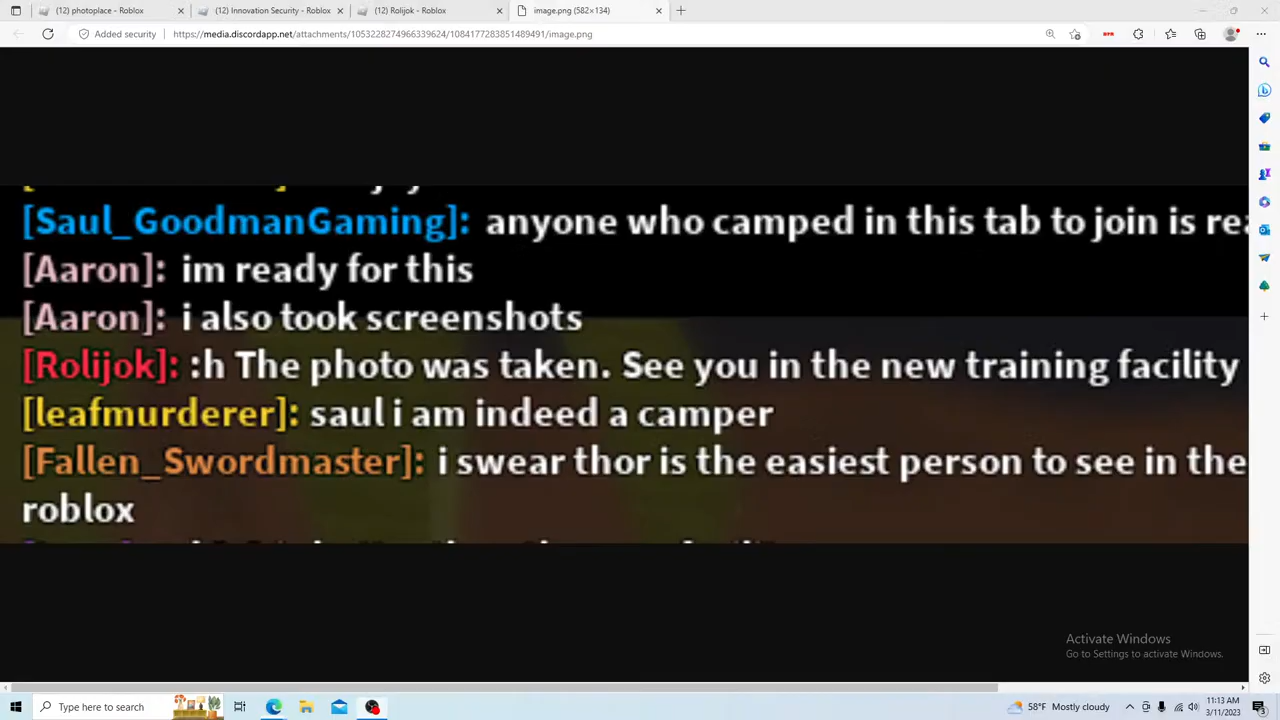 (12) photoplace - Roblox
(12) Innovation Security - Roblox
(12) Rolijok - Roblox
image.png (582×134)
Added security
https://media.discordapp.net/attachments/1053228274966339624/1084177283851489491/image.png
[Saul_GoodmanGaming]: anyone who camped in this tab to join is
[Aaron]: im ready for this
[Aaron]: i also took screenshots
[Rolijok]: :h The photo was taken. See you in the new training facility
[leafmurderer]: saul i am indeed a camper
[Fallen_Swordmaster]: i swear thor is the easiest person to see in the
roblox
Activate Windows
Go to Settings to activate Windows.
Type here to search
58°F Mostly cloudy
11:13 AM
3/11/2023